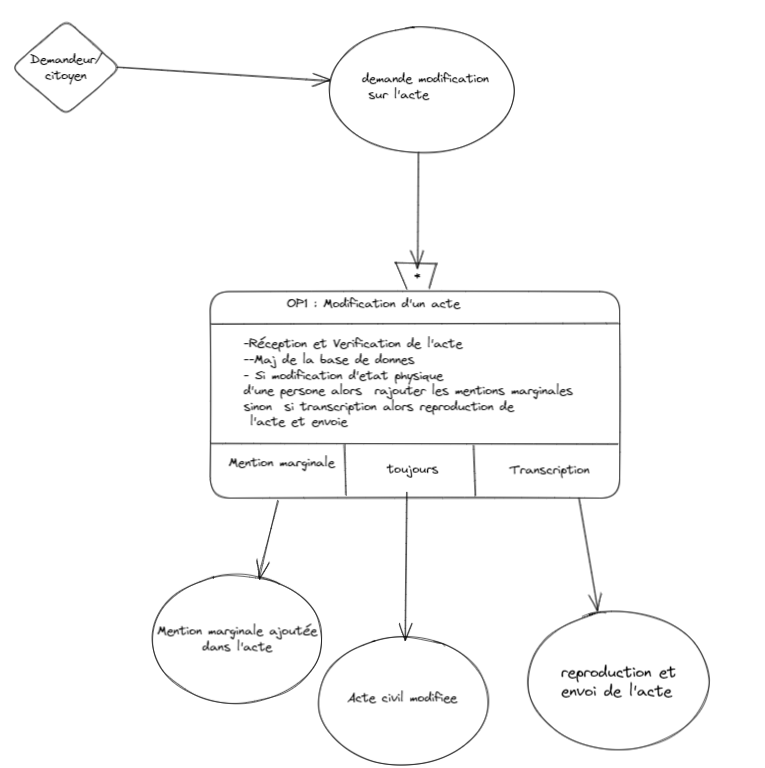 Demandeur/
citoyen
demande modification
sur l'acte
*
OP1 : Modification d'un acte
-Réception et Verification de l'acte
--Maj de la base de donnes
- Si modification d'etat physique
d'une persone alors rajouter les mentions marginales
sinon si transcription alors reproduction de
l'acte et envoie
Mention marginale
toujours
Transcription
Mention marginale ajoutée
dans l'acte
Acte civil modifiee
reproduction et
envoi de l'acte